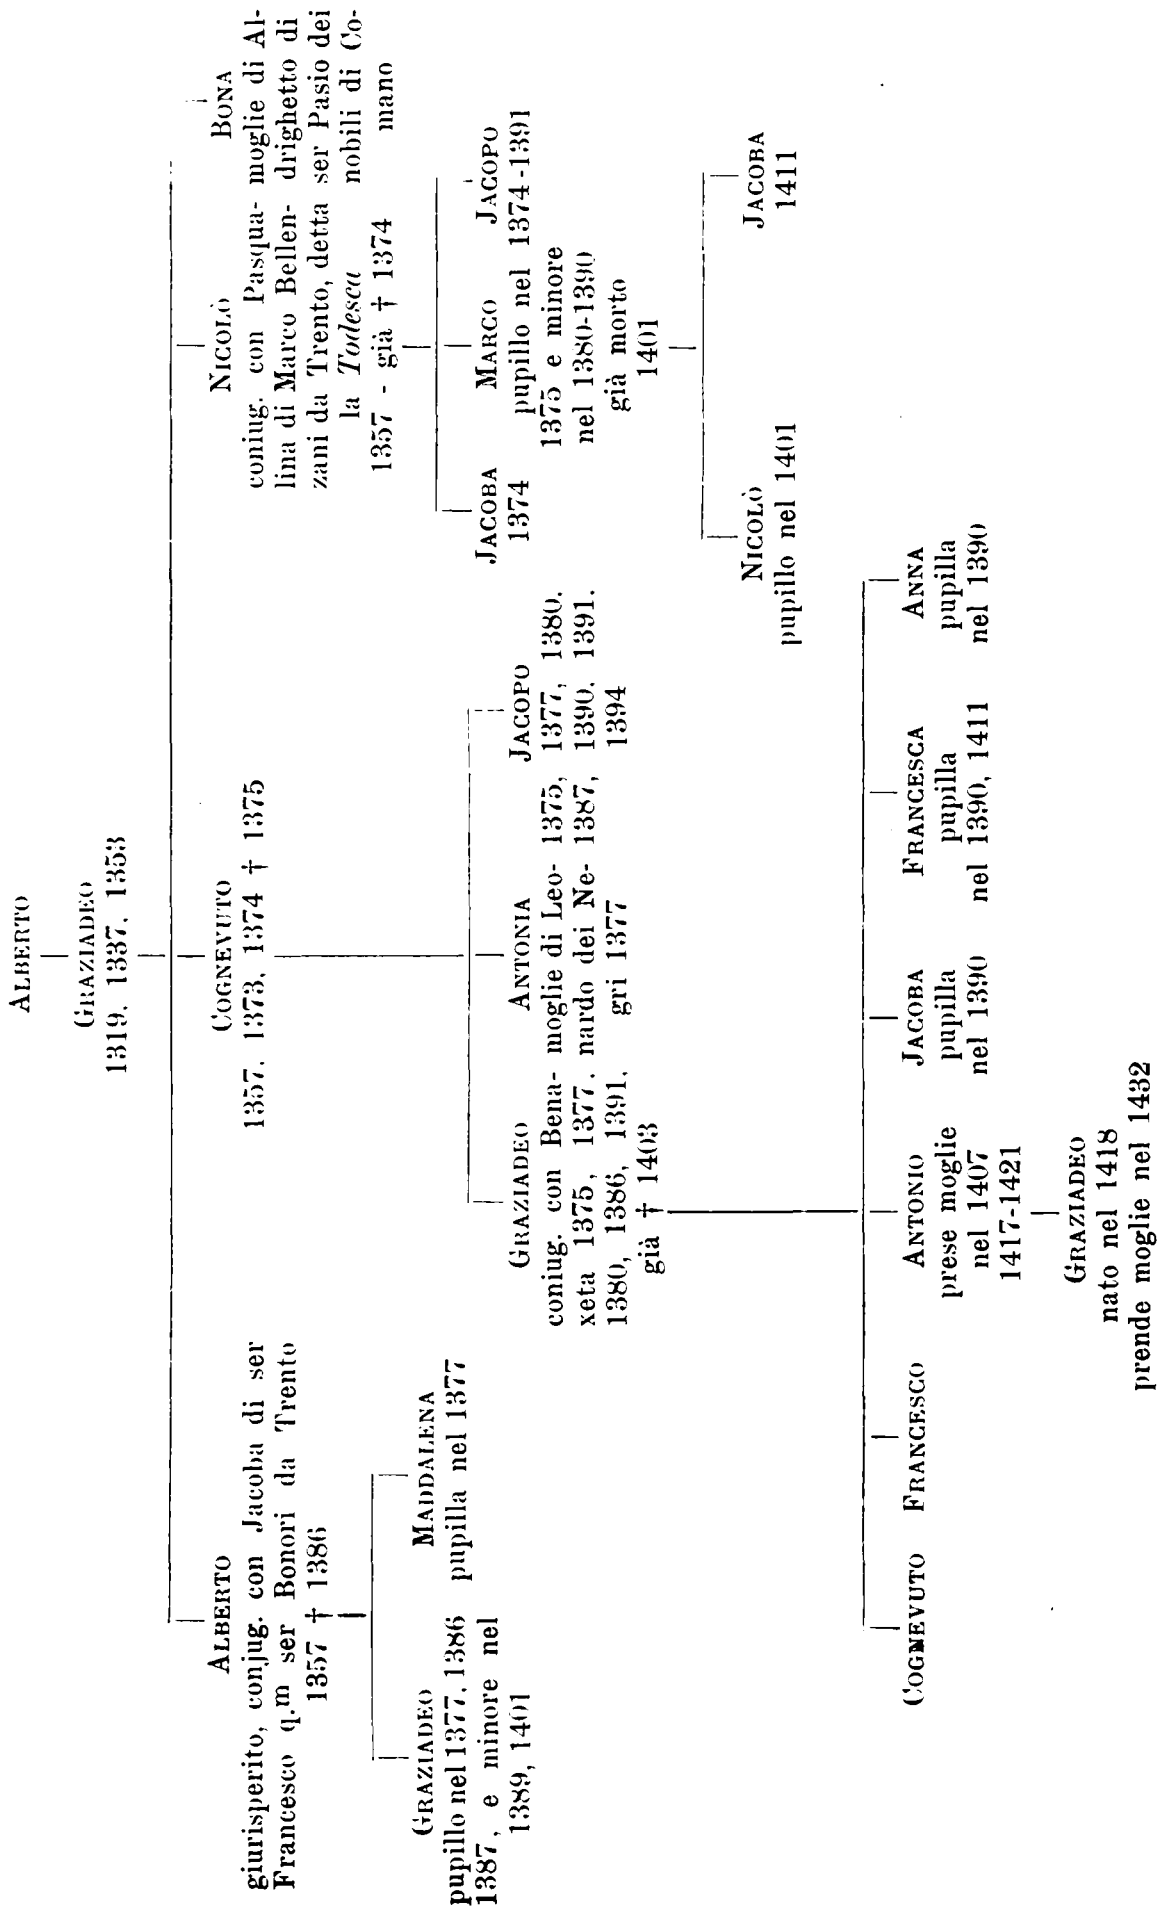 ALBERTO
GRAZIADEO
1319, 1337, 1353
ALBERTO
giurisperito, conjug. con Jacoba di ser
Francesco q.m ser Bonori da Trento
1357 † 1386
COGNEVUTO
1357, 1373, 1374 † 1375
NICOLÒ
coniug. con Pasqua-
lina di Marco Bellen-
zani da Trento, detta
la Todesca
1357 - già † 1374
BONA
moglie di Al-
drighetto di
ser Pasio dei
nobili di Co-
mano
GRAZIADEO
pupillo nel 1377, 1386
1387, e minore nel
1389, 1401
MADDALENA
pupilla nel 1377
GRAZIADEO
coniug. con Bena-
xeta 1375, 1377,
1380, 1386, 1391,
già † 1403
ANTONIA
moglie di Leo-
nardo dei Ne-
gri 1377
JACOPO
1375, 1377, 1380,
1387, 1390, 1391,
1394
JACOBA
1374
MARCO
pupillo nel
1375 e minore
nel 1380-1390
già morto
1401
JACOPO
1374-1391
NICOLÒ
pupillo nel 1401
JACOBA
1411
COGNEVUTO
FRANCESCO
ANTONIO
prese moglie
nel 1407
1417-1421
JACOBA
pupilla
nel 1390
FRANCESCA
pupilla
nel 1390, 1411
ANNA
pupilla
nel 1390
GRAZIADEO
nato nel 1418
prende moglie nel 1432